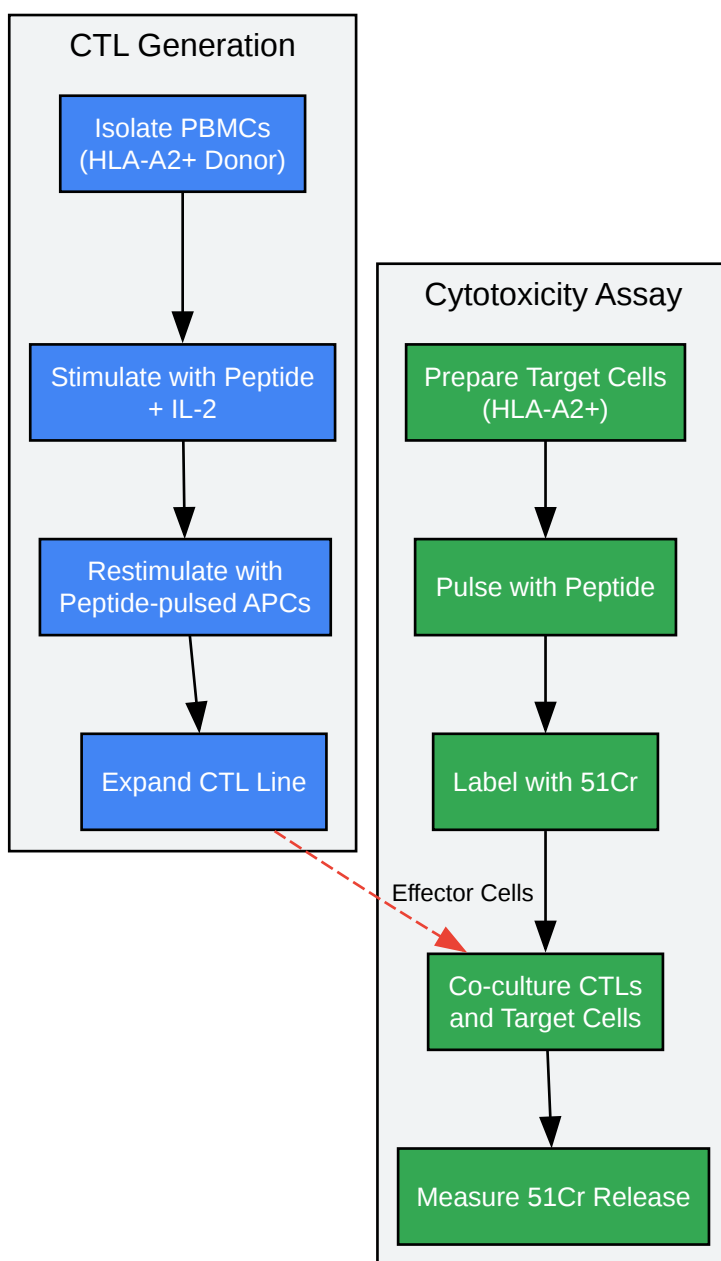 CTL Generation
Isolate PBMCs
(HLA-A2+ Donor)
Stimulate with Peptide
+ IL-2
Restimulate with
Peptide-pulsed APCs
Expand CTL Line
Effector Cells
Cytotoxicity Assay
Prepare Target Cells
(HLA-A2+)
Pulse with Peptide
Label with 51Cr
Co-culture CTLs
and Target Cells
Measure 51Cr Release